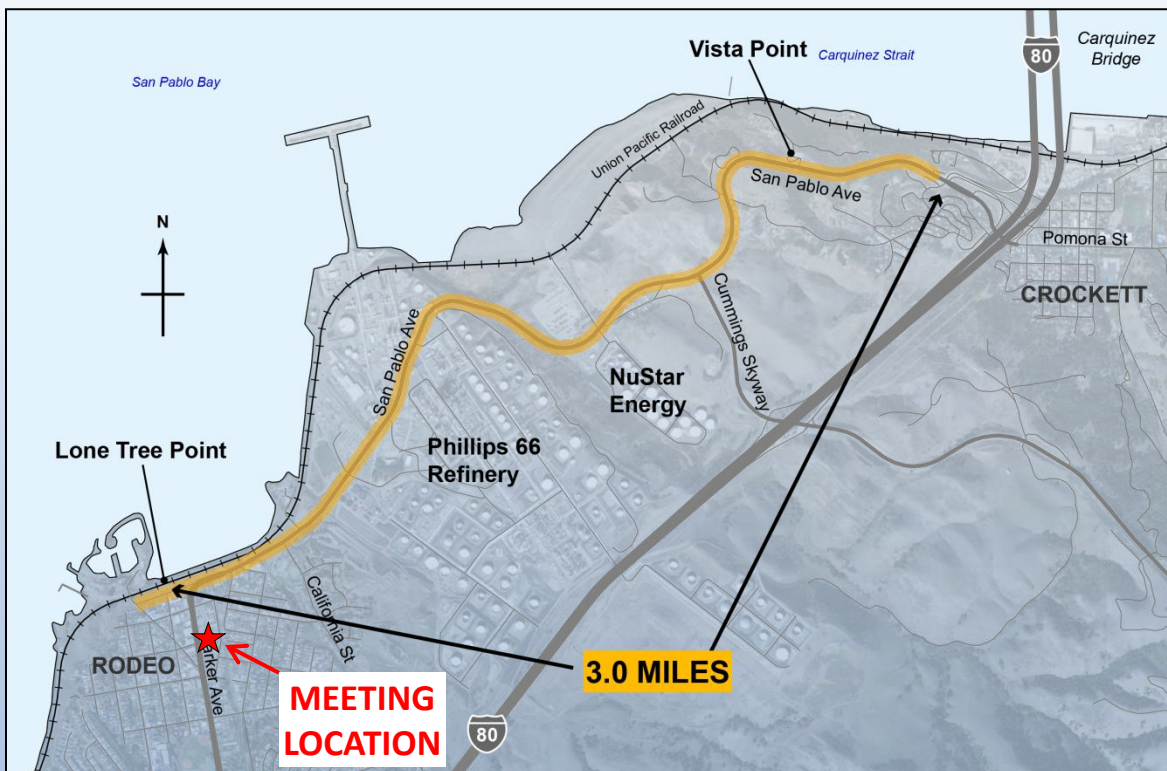 80
Carquinez
Bridge
Vista Point
Carquinez Strait
San Pablo Bay
Union Pacific Railroad
N
San Pablo Ave
Pomona St
CROCKETT
Cummings Skyway
San Pablo Ave
NuStar
Energy
Phillips 66
Refinery
Lone Tree Point
California St
RODEO
arker Ave
3.0 MILES
MEETING
LOCATION
80